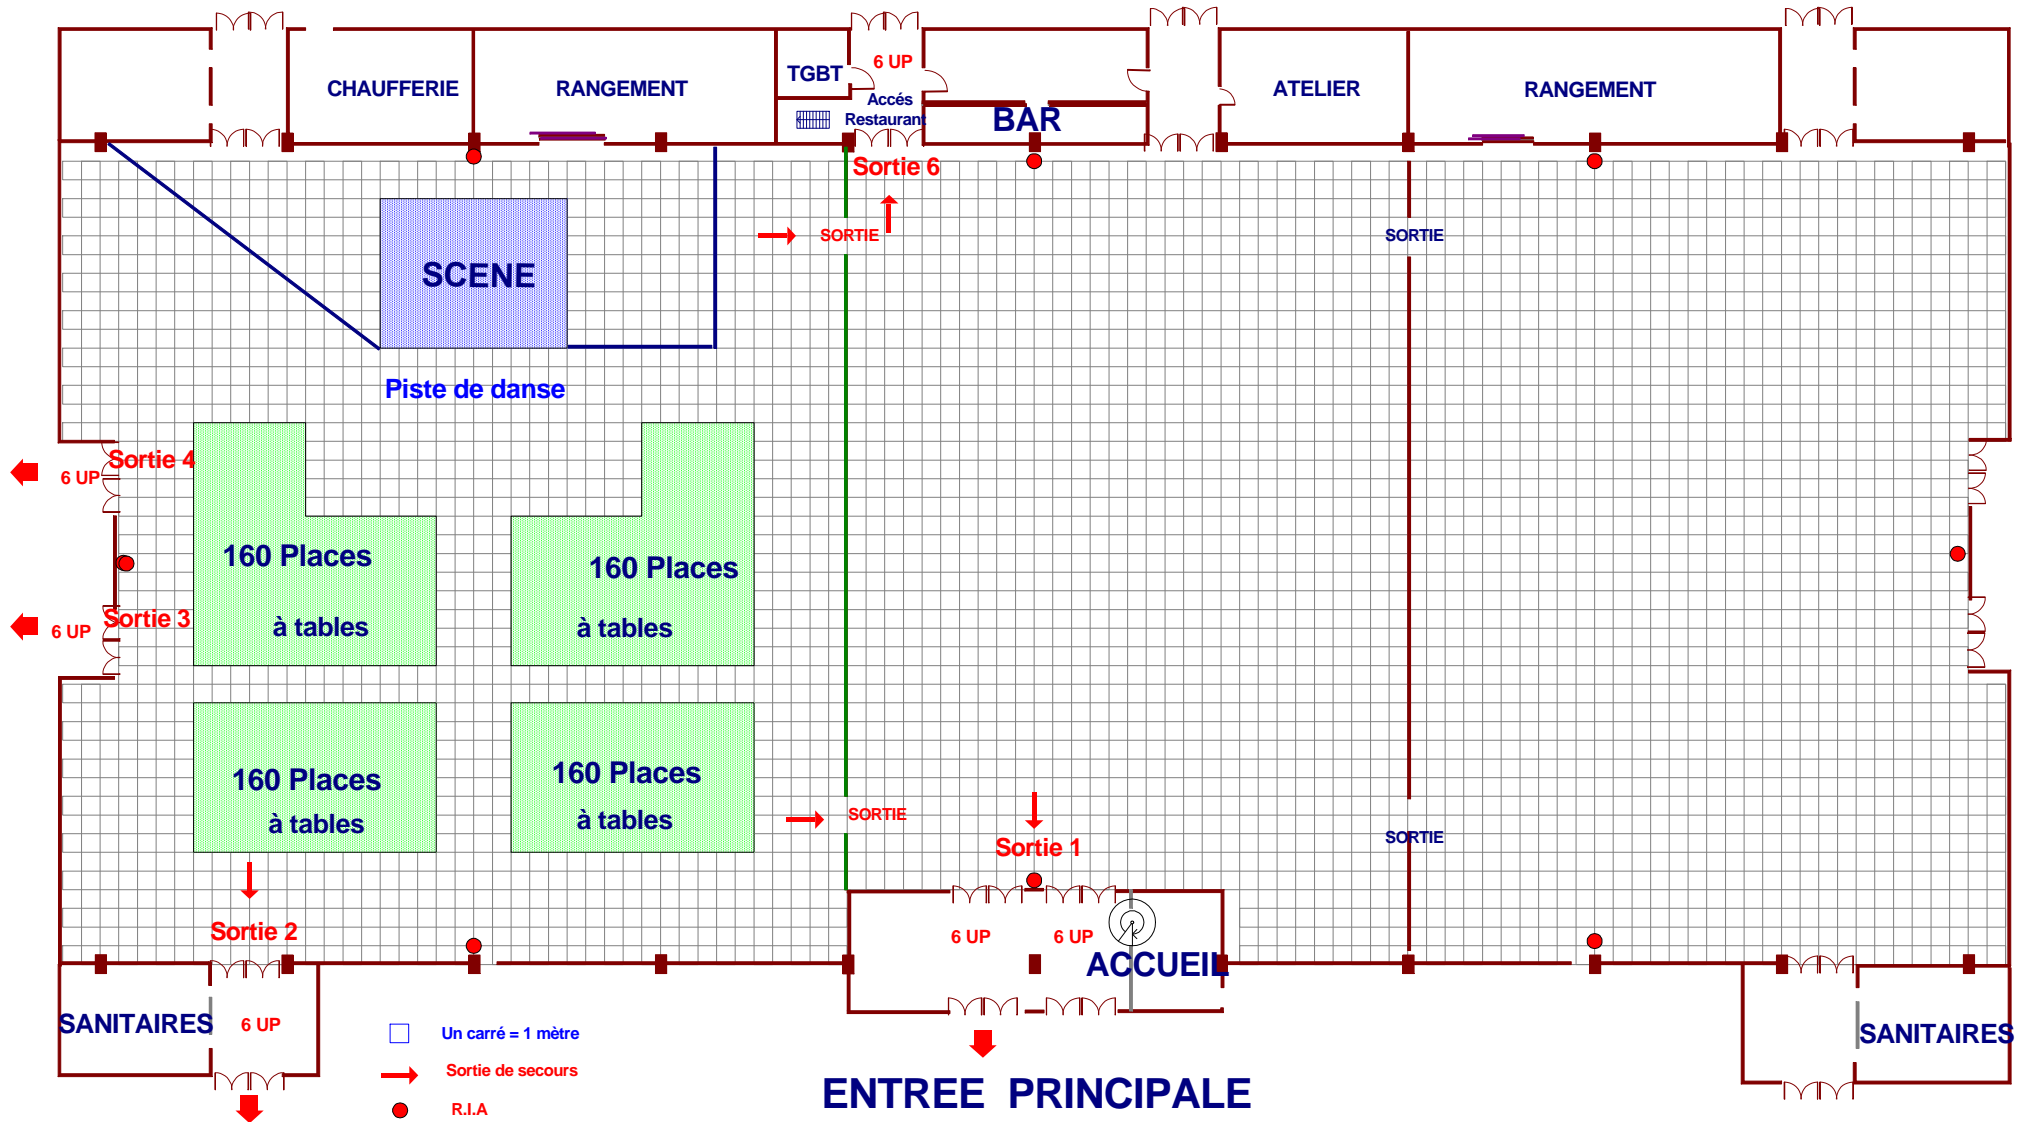 6 UP
TGBT
CHAUFFERIE
RANGEMENT
ATELIER
RANGEMENT
Accés
Restaurant
BAR
Sortie 6
SORTIE
SORTIE
SCENE
Piste de danse
Sortie 4
6 UP
160 Places
à tables
160 Places
à tables
Sortie 3
6 UP
160 Places
à tables
160 Places
à tables
SORTIE
SORTIE
Sortie 1
Sortie 2
6 UP
6 UP
ACCUEIL
SANITAIRES
6 UP
Un carré = 1 mètre
SANITAIRES
Sortie de secours
ENTREE PRINCIPALE
R.I.A